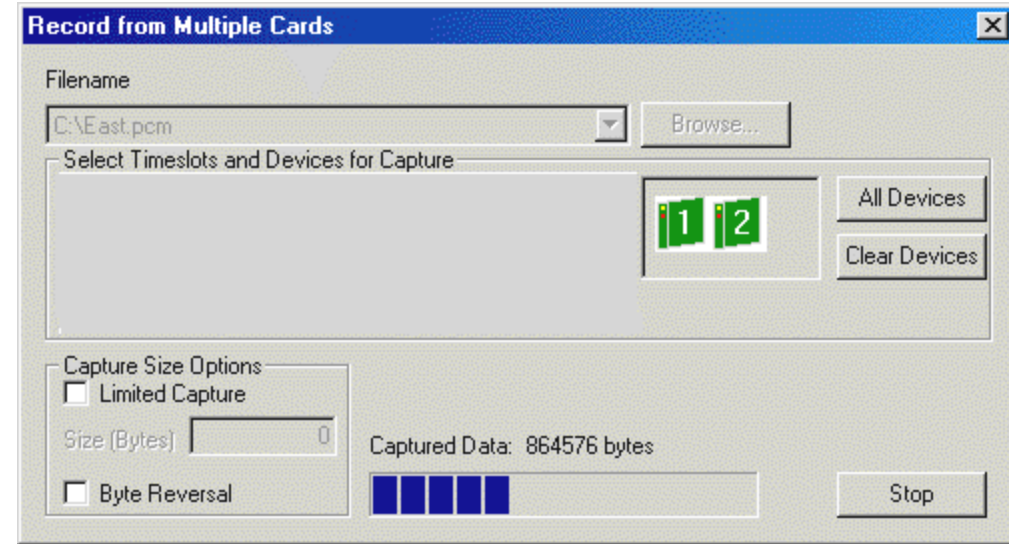 Record from Multiple Cards
Filename
C:\East.pcm
Browse...
Select Timeslots and Devices for Capture
1 2
All Devices
Clear Devices
Capture Size Options
Limited Capture
Size (Bytes) 0
Captured Data: 864576 bytes
Byte Reversal
Stop